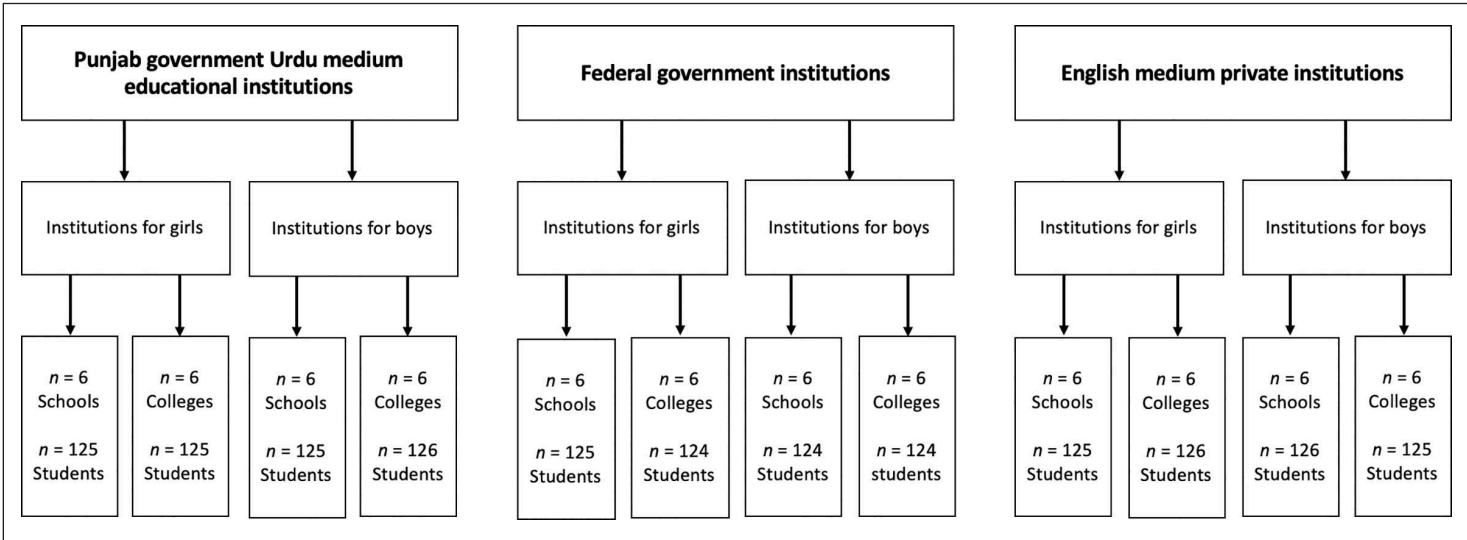 Punjab government Urdu medium
educational institutions
Federal government institutions
English medium private institutions
Institutions for girls
Institutions for boys
Institutions for girls
Institutions for boys
Institutions for girls
Institutions for boys
n = 6
Schools
n = 125
Students
n = 6
Colleges
n = 125
Students
n = 6
Schools
n = 125
Students
n = 6
Colleges
n = 126
Students
n = 6
Schools
n = 125
Students
n = 6
Colleges
n = 124
Students
n = 6
Schools
n = 124
Students
n = 6
Colleges
n = 124
students
n = 6
Schools
n = 125
Students
n = 6
Colleges
n = 126
Students
n = 6
Schools
n = 126
Students
n = 6
Colleges
n = 125
Students